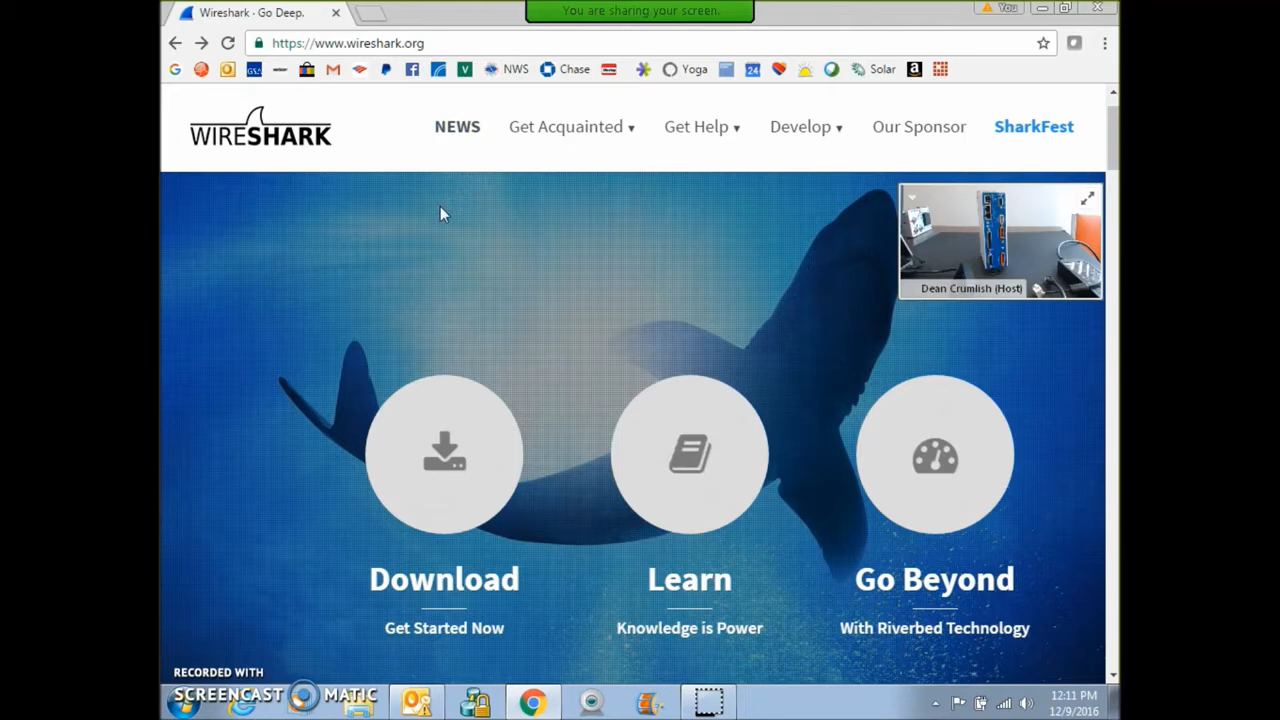 Wireshark · Go Deep.
You are sharing your screen.
You
https://www.wireshark.org
NWS
Chase
Yoga
24
Solar
WIRESHARK
NEWS
Get Acquainted
Get Help
Develop
Our Sponsor
SharkFest
Dean Crumlish (Host)
Download
Learn
Go Beyond
Get Started Now
Knowledge is Power
With Riverbed Technology
RECORDED WITH
SCREENCAST MATIC
12:11 PM
12/9/2016